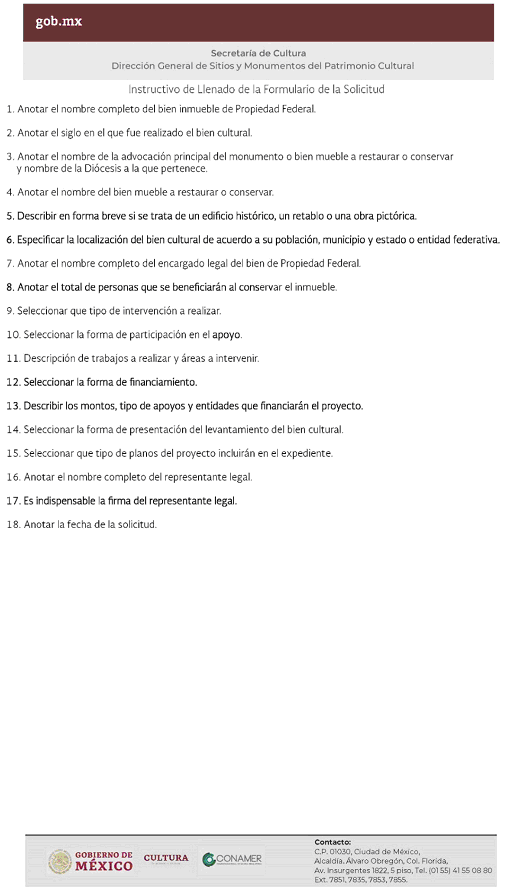 gob.mx
Secretaría de Cultura
Dirección General de Sitios y Monumentos del Patrimonio Cultural
Instructivo de Llenado de la Formulario de la Solicitud
1. Anotar el nombre completo del bien inmueble de Propiedad Federal.
2. Anotar el siglo en el que fue realizado el bien cultural.
3. Anotar el nombre de la advocación principal del monumento o bien mueble a restaurar o conservar
y nombre de la Diócesis a la que pertenece.
4. Anotar el nombre del bien mueble a restaurar o conservar.
5. Describir en forma breve si se trata de un edificio histórico, un retablo o una obra pictórica.
6. Especificar la localización del bien cultural de acuerdo a su población, municipio y estado o entidad federativa.
7. Anotar el nombre completo del encargado legal del bien de Propiedad Federal.
8. Anotar el total de personas que se beneficiarán al conservar el inmueble.
9. Seleccionar que tipo de intervención a realizar.
10. Seleccionar la forma de participación en el apoyo.
11. Descripción de trabajos a realizar y áreas a intervenir.
12. Seleccionar la forma de financiamiento.
13. Describir los montos, tipo de apoyos y entidades que financiarán el proyecto.
14. Seleccionar la forma de presentación del levantamiento del bien cultural.
15. Seleccionar que tipo de planos del proyecto incluirán en el expediente.
16. Anotar el nombre completo del representante legal.
17. Es indispensable la firma del representante legal.
18. Anotar la fecha de la solicitud.
GOBIERNO DE
MÉXICO
CULTURA
CONAMER
Contacto:
C.P. 01030, Ciudad de México,
Alcaldía. Álvaro Obregón, Col. Florida,
Av. Insurgentes 1822, 5 piso, Tel. (01 55) 41 55 08 80
Ext. 7851, 7835, 7853, 7855.